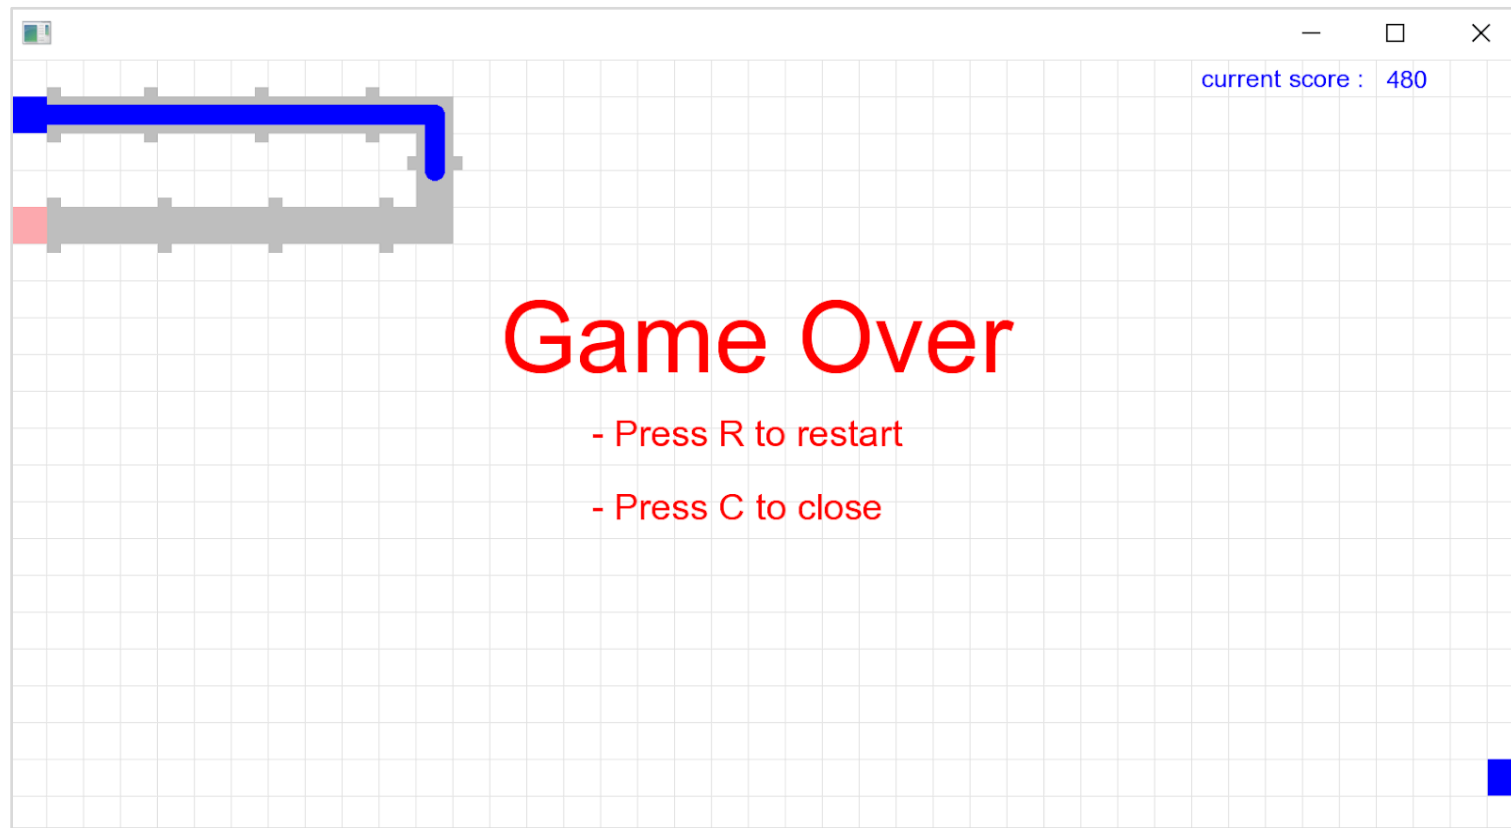 current score : 480
Game Over
- Press R to restart
- Press C to close